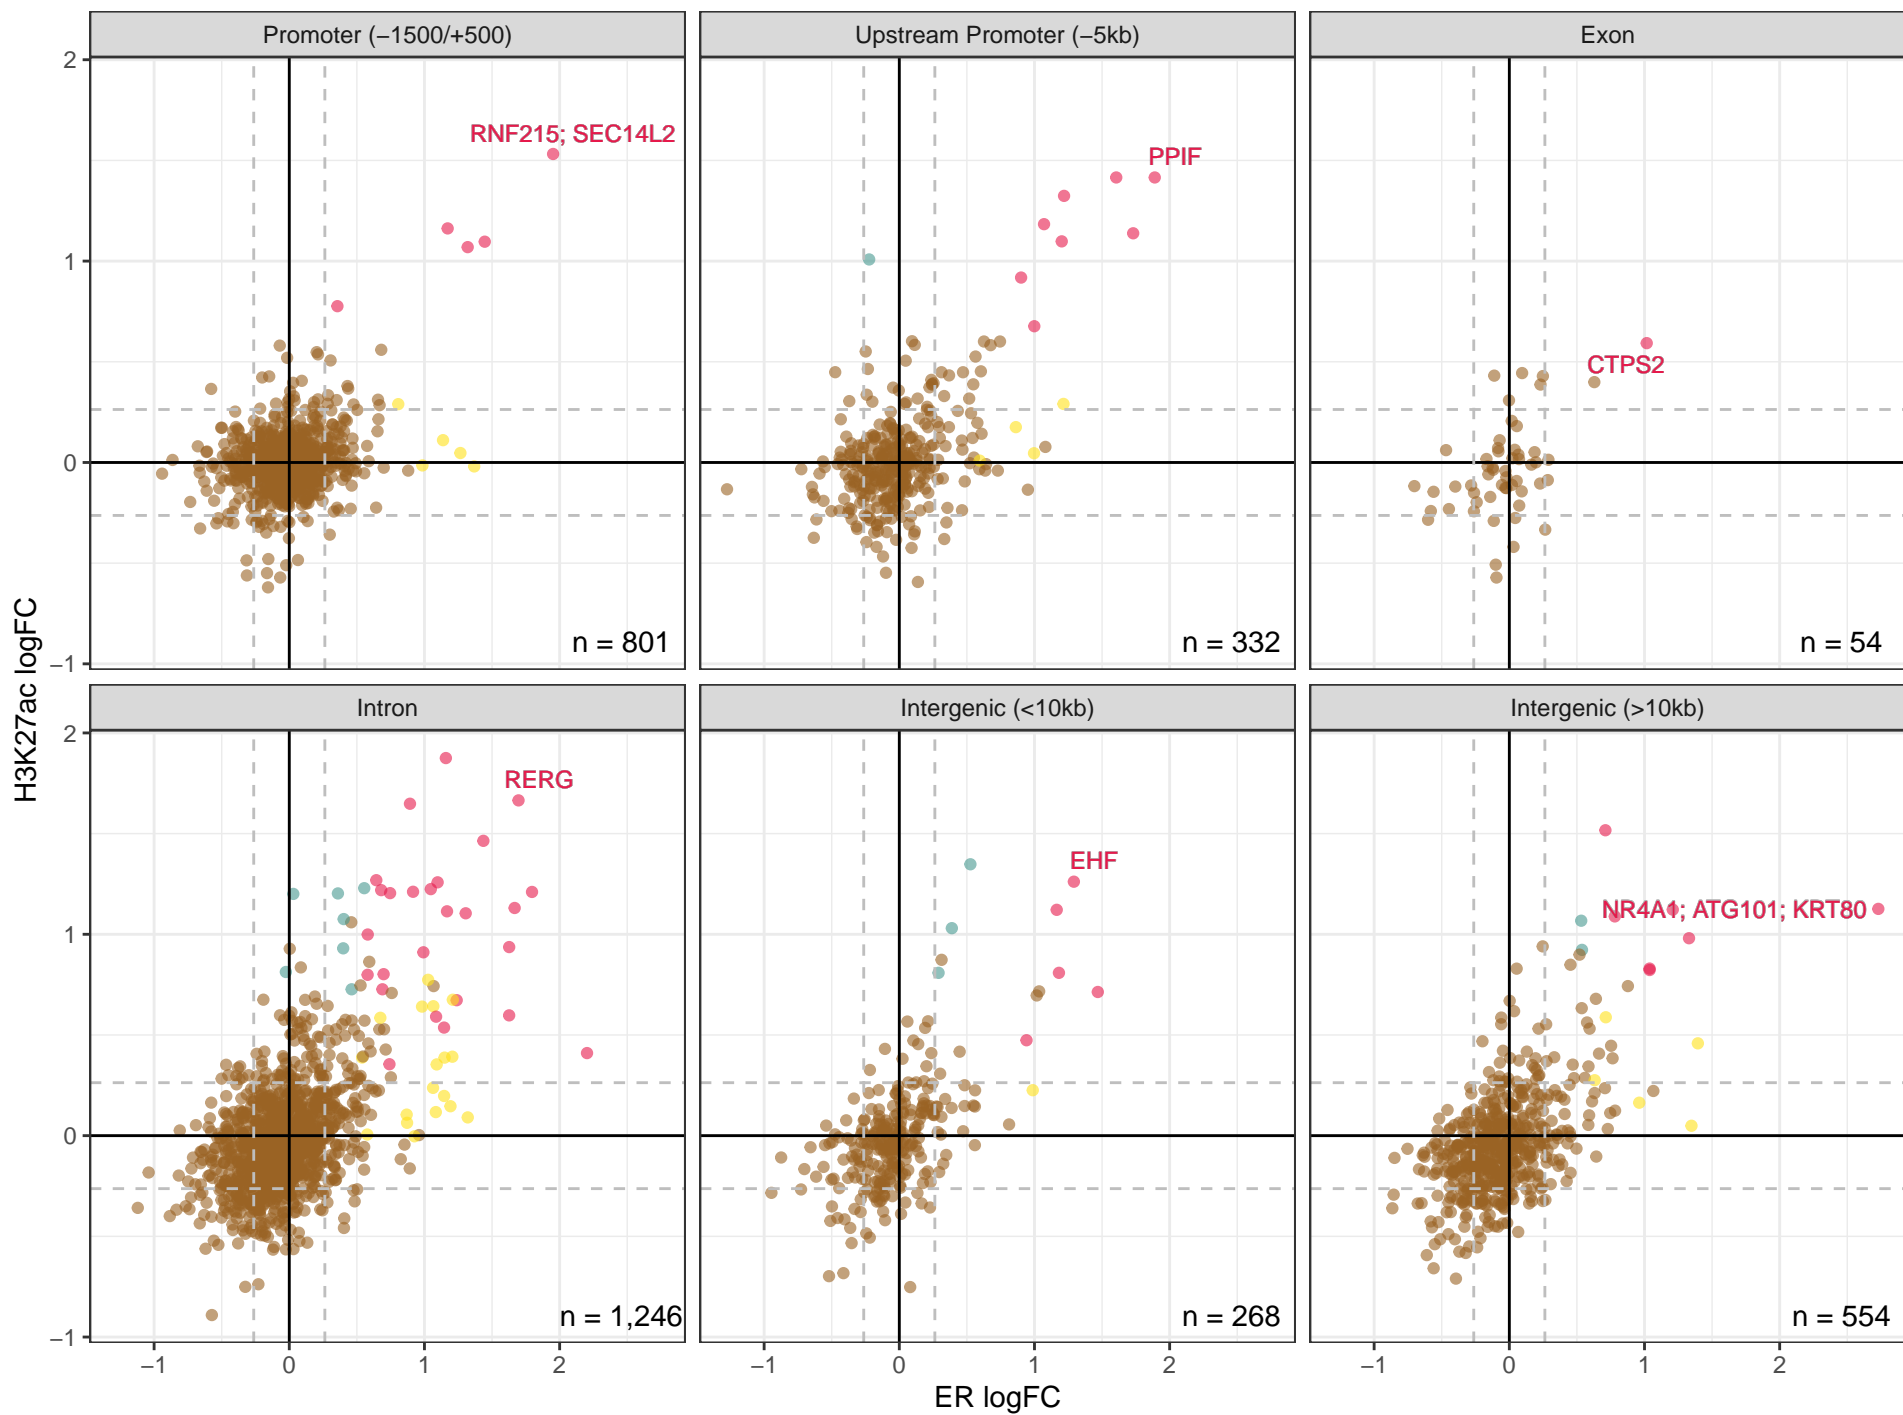 Promoter (−1500/+500)
Upstream Promoter (−5kb)
Exon
2
1
0
−1
RNF215; SEC14L2
n = 801
PPIF
n = 332
CTPS2
n = 54
H3K27ac logFC
Intron
Intergenic (<10kb)
Intergenic (>10kb)
2
1
0
−1
RERG
n = 1,246
EHF
n = 268
NR4A1; ATG101; KRT80
n = 554
−1 0 1 2
−1 0 1 2
−1 0 1 2
ER logFC